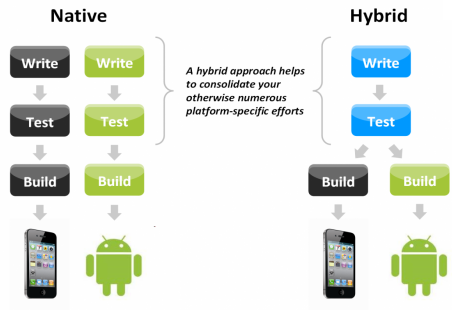 Native
Hybrid
Write
Write
A hybrid approach helps
to consolidate your
otherwise numerous
platform-specific efforts
Write
Test
Test
Test
Build
Build
Build
Build